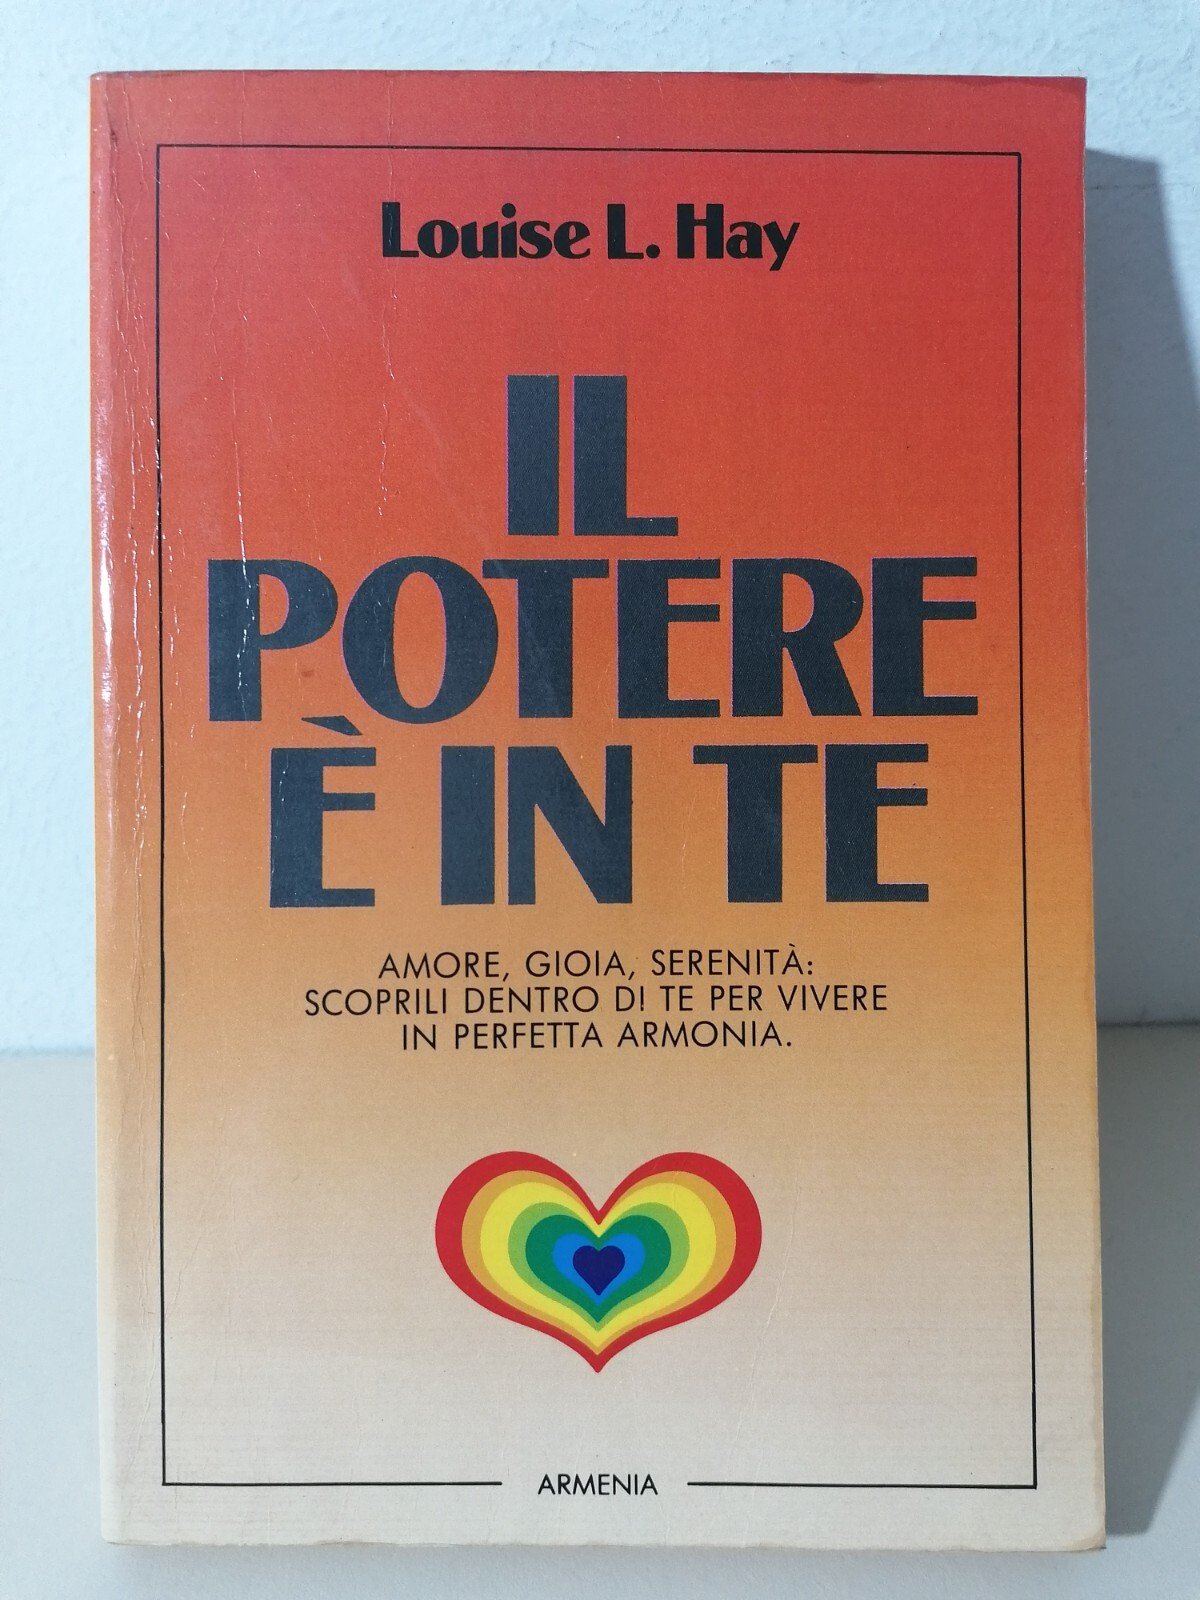 Louise L. Hay
IL
POTERE
È IN TE
AMORE, GIOIA, SERENITÀ:
SCOPRILI DENTRO DI TE PER VIVERE
IN PERFETTA ARMONIA.
ARMENIA